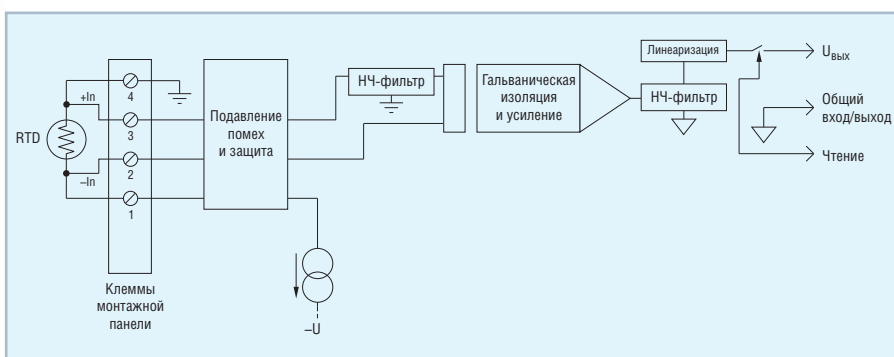 RTD
+In
–In
4
3
2
1
Клеммы
монтажной
панели
Подавление
помех
и защита
–U
НЧ-фильтр
Гальваническая
изоляция
и усиление
Линеаризация
НЧ-фильтр
Uвых
Общий
вход/выход
Чтение